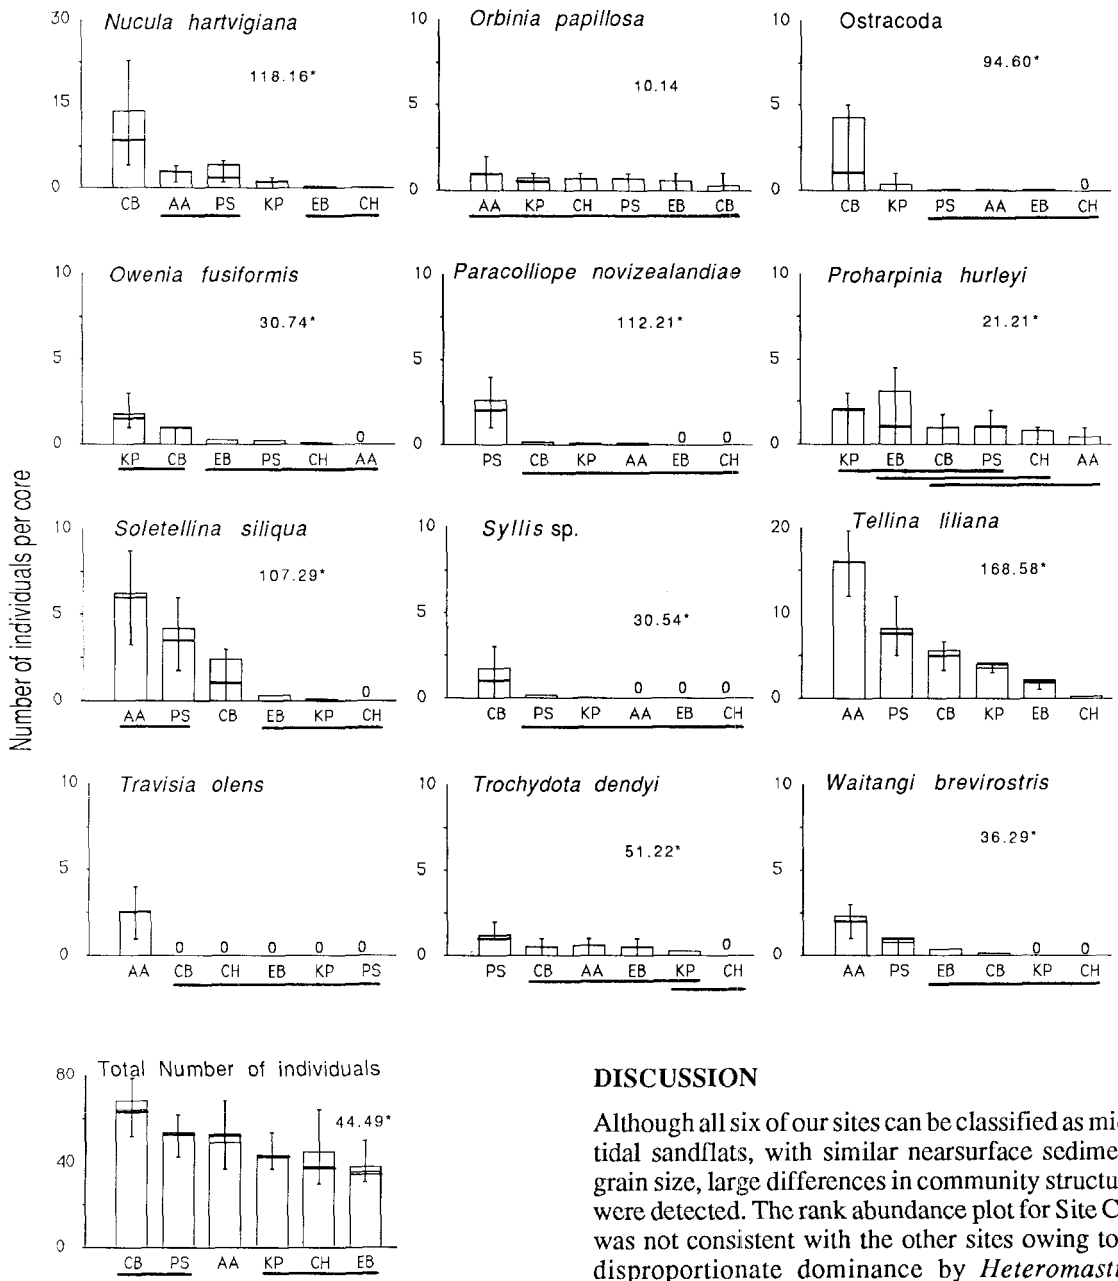 Number of individuals per core
Nucula hartvigiana
30
15
0
118.16*
CB AA PS KP EB CH
Orbinia papillosa
10
5
0
10.14
AA KP CH PS EB CB
Ostracoda
10
5
0
94.60*
0
CB KP PS AA EB CH
Owenia fusiformis
10
5
0
30.74*
0
KP CB EB PS CH AA
Paracolliope novizealandiae
10
5
0
112.21*
0 0
PS CB KP AA EB CH
Proharpinia hurleyi
10
5
0
21.21*
KP EB CB PS CH AA
Soletellina siliqua
10
5
0
107.29*
0
AA PS CB EB KP CH
Syllis sp.
10
5
0
30.54*
0 0 0
CB PS KP AA EB CH
Tellina liliana
20
10
0
168.58*
AA PS CB KP EB CH
Travisia olens
10
5
0
0 0 0 0 0
AA CB CH EB KP PS
Trochydota dendyi
10
5
0
51.22*
0
PS CB AA EB KP CH
Waitangi brevirostris
10
5
0
36.29*
0 0
AA PS EB CB KP CH
Total Number of individuals
80
40
0
44.49*
CB PS AA KP CH EB
DISCUSSION
Although all six of our sites can be classified as mi
tidal sandflats, with similar nearsurface sedime
grain size, large differences in community structu
were detected. The rank abundance plot for Site C
was not consistent with the other sites owing to
disproportionate dominance by Heteromasti